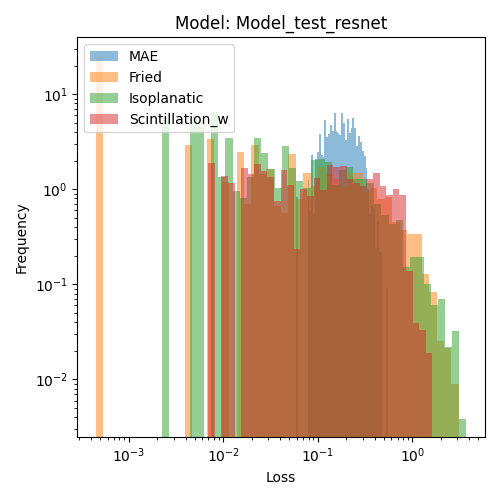 Model: Model_test_resnet
MAE
Fried
Isoplanatic
Scintillation_w
Frequency
10¹
10⁰
10⁻¹
10⁻²
10⁻³ 10⁻² 10⁻¹ 10⁰
Loss